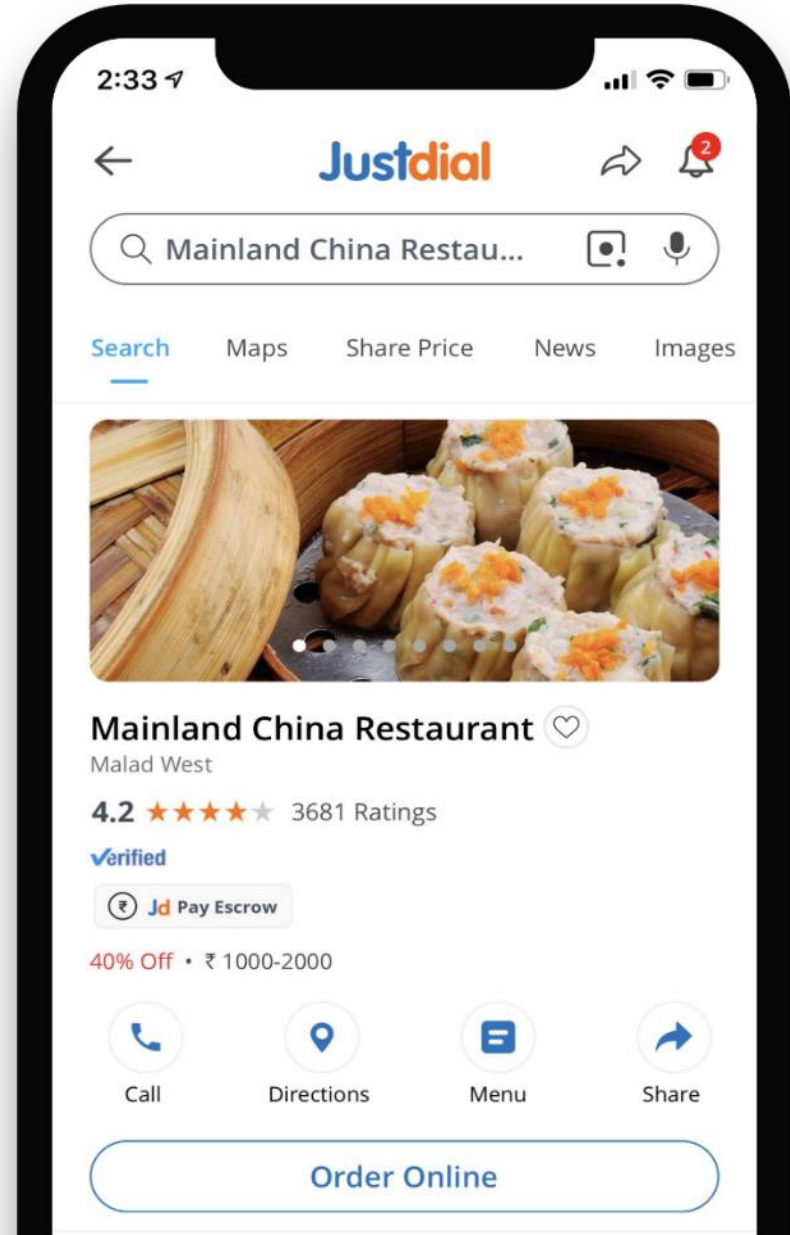 2:33
Justdial
2
Mainland China Restau...
Search Maps Share Price News Images
Mainland China Restaurant
Malad West
4.2 3681 Ratings
Verified
₹ Jd Pay Escrow
40% Off • ₹ 1000-2000
Call Directions Menu Share
Order Online